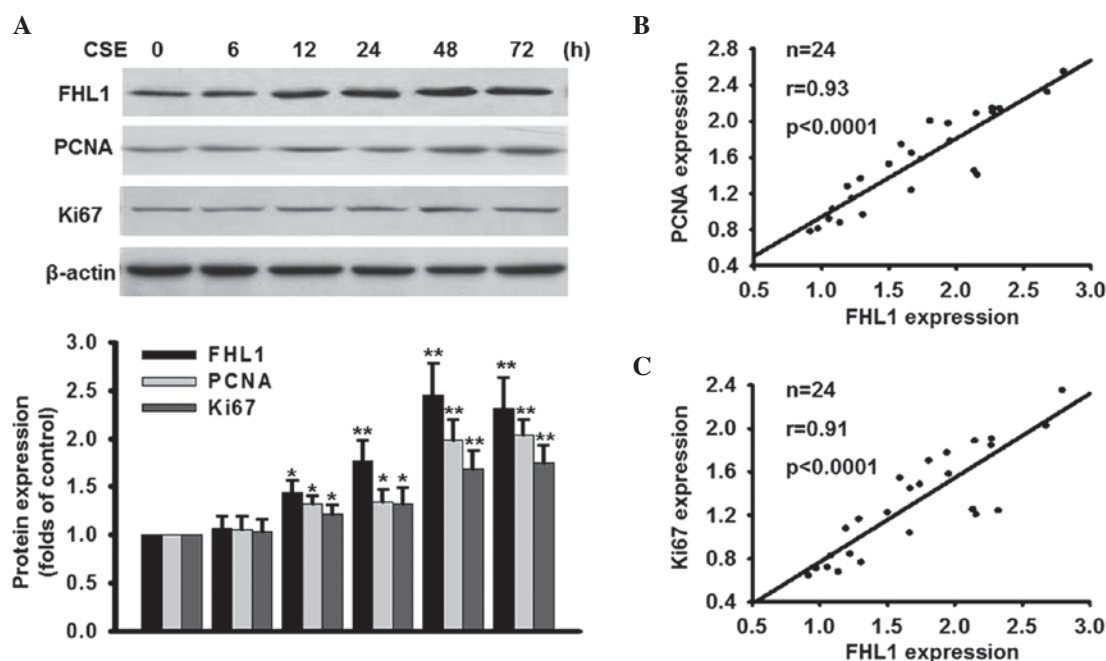 A
CSE 0 6 12 24 48 72 (h)
FHL1
PCNA
Ki67
β-actin
Protein expression
(folds of control)
3.0
2.5
2.0
1.5
1.0
0.5
0.0
FHL1
PCNA
Ki67
* * *
** * *
** ** **
** ** **
B
PCNA expression
2.8
2.4
2.0
1.6
1.2
0.8
0.4
n=24
r=0.93
p<0.0001
0.5 1.0 1.5 2.0 2.5 3.0
FHL1 expression
C
Ki67 expression
2.4
2.0
1.6
1.2
0.8
0.4
n=24
r=0.91
p<0.0001
0.5 1.0 1.5 2.0 2.5 3.0
FHL1 expression